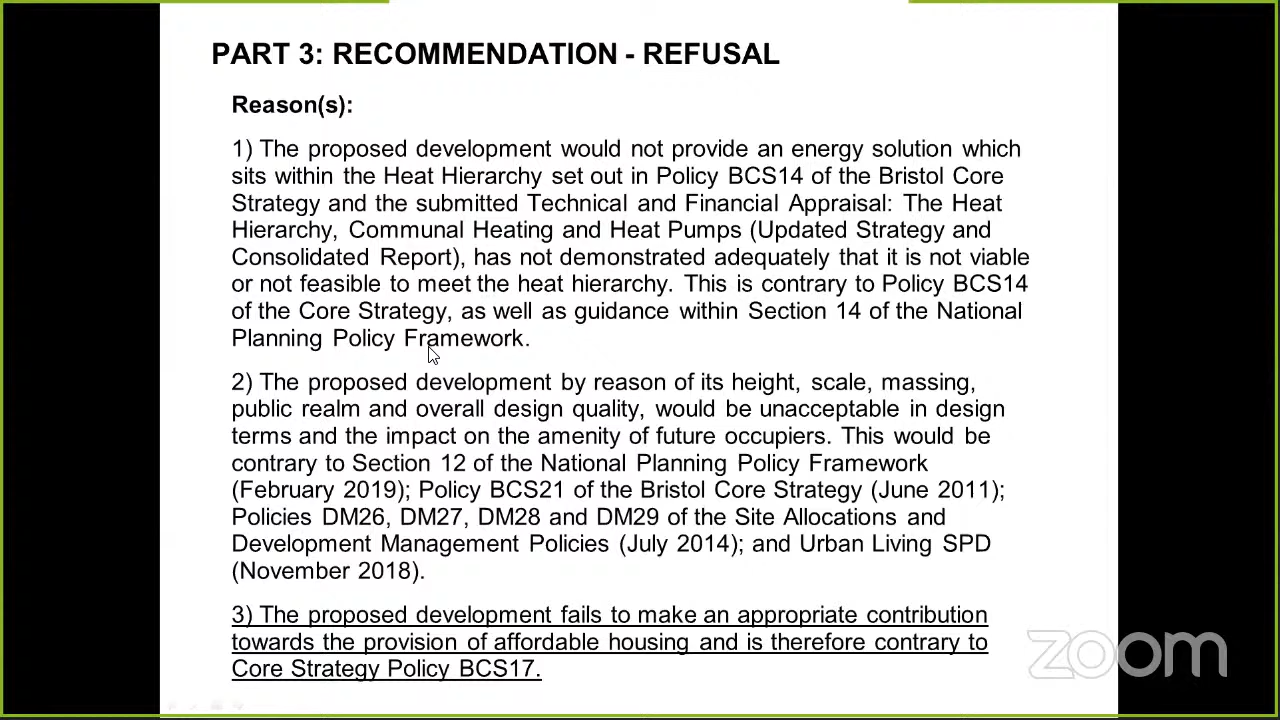 PART 3: RECOMMENDATION - REFUSAL
Reason(s):
1) The proposed development would not provide an energy solution which
sits within the Heat Hierarchy set out in Policy BCS14 of the Bristol Core
Strategy and the submitted Technical and Financial Appraisal: The Heat
Hierarchy, Communal Heating and Heat Pumps (Updated Strategy and
Consolidated Report), has not demonstrated adequately that it is not viable
or not feasible to meet the heat hierarchy. This is contrary to Policy BCS14
of the Core Strategy, as well as guidance within Section 14 of the National
Planning Policy Framework.
2) The proposed development by reason of its height, scale, massing,
public realm and overall design quality, would be unacceptable in design
terms and the impact on the amenity of future occupiers. This would be
contrary to Section 12 of the National Planning Policy Framework
(February 2019); Policy BCS21 of the Bristol Core Strategy (June 2011);
Policies DM26, DM27, DM28 and DM29 of the Site Allocations and
Development Management Policies (July 2014); and Urban Living SPD
(November 2018).
3) The proposed development fails to make an appropriate contribution
towards the provision of affordable housing and is therefore contrary to
Core Strategy Policy BCS17.
zoom